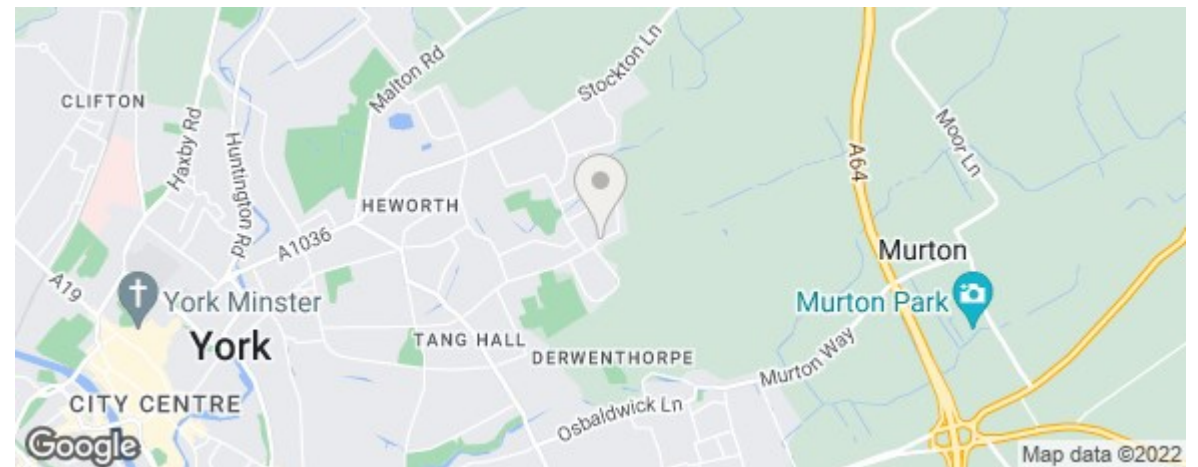 Stockton Ln
Malton Rd
CLIFTON
Haxby Rd
Huntington Rd
Moor Ln
A64
HEWORTH
A1036
Murton
A19
York Minster
Murton Park
York
TANG HALL
DERWENTHORPE
Murton Way
CITY CENTRE
Osbaldwick Ln
Google
Map data ©2022